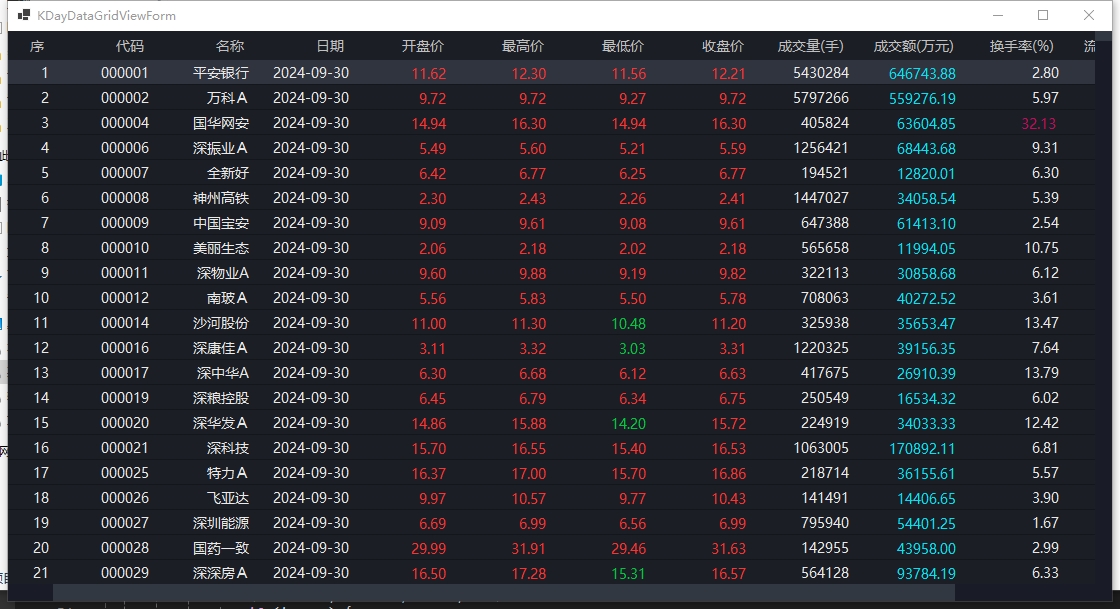 KDayDataGridViewForm
序 代码 名称 日期 开盘价 最高价 最低价 收盘价 成交量(手) 成交额(万元) 换手率(%) 流
1 000001 平安银行 2024-09-30 11.62 12.30 11.56 12.21 5430284 646743.88 2.80
2 000002 万科A 2024-09-30 9.72 9.72 9.27 9.72 5797266 559276.19 5.97
3 000004 国华网安 2024-09-30 14.94 16.30 14.94 16.30 405824 63604.85 32.13
4 000006 深振业A 2024-09-30 5.49 5.60 5.21 5.59 1256421 68443.68 9.31
5 000007 全新好 2024-09-30 6.42 6.77 6.25 6.77 194521 12820.01 6.30
6 000008 神州高铁 2024-09-30 2.30 2.43 2.26 2.41 1447027 34058.54 5.39
7 000009 中国宝安 2024-09-30 9.09 9.61 9.08 9.61 647388 61413.10 2.54
8 000010 美丽生态 2024-09-30 2.06 2.18 2.02 2.18 565658 11994.05 10.75
9 000011 深物业A 2024-09-30 9.60 9.88 9.19 9.82 322113 30858.68 6.12
10 000012 南玻A 2024-09-30 5.56 5.83 5.50 5.78 708063 40272.52 3.61
11 000014 沙河股份 2024-09-30 11.00 11.30 10.48 11.20 325938 35653.47 13.47
12 000016 深康佳A 2024-09-30 3.11 3.32 3.03 3.31 1220325 39156.35 7.64
13 000017 深中华A 2024-09-30 6.30 6.68 6.12 6.63 417675 26910.39 13.79
14 000019 深粮控股 2024-09-30 6.45 6.79 6.34 6.75 250549 16534.32 6.02
15 000020 深华发A 2024-09-30 14.86 15.88 14.20 15.72 224919 34033.33 12.42
16 000021 深科技 2024-09-30 15.70 16.55 15.40 16.53 1063005 170892.11 6.81
17 000025 特力A 2024-09-30 16.37 17.00 15.70 16.86 218714 36155.61 5.57
18 000026 飞亚达 2024-09-30 9.97 10.57 9.77 10.43 141491 14406.65 3.90
19 000027 深圳能源 2024-09-30 6.69 6.99 6.56 6.99 795940 54401.25 1.67
20 000028 国药一致 2024-09-30 29.99 31.91 29.46 31.63 142955 43958.00 2.99
21 000029 深深房A 2024-09-30 16.50 17.28 15.31 16.57 564128 93784.19 6.33